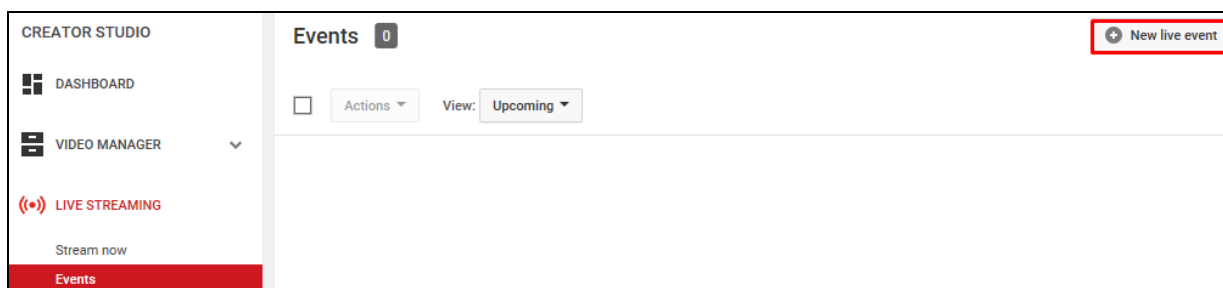 CREATOR STUDIO
DASHBOARD
VIDEO MANAGER
LIVE STREAMING
Stream now
Events
Events 0
New live event
Actions View: Upcoming